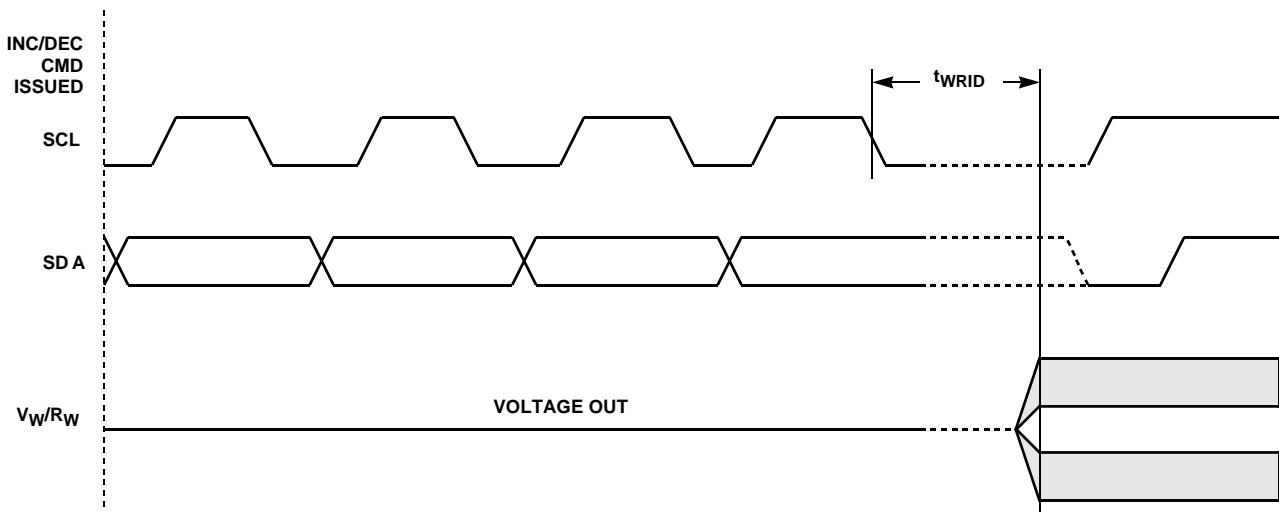 INC/DEC
CMD
ISSUED
tWRID
SCL
SD A
VOLTAGE OUT
VW/RW